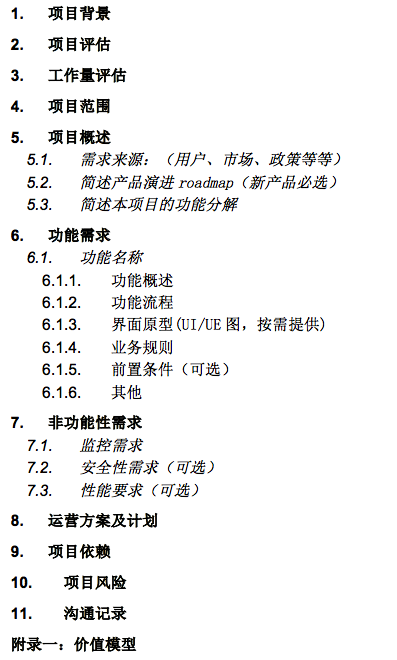 1. 项目背景
2. 项目评估
3. 工作量评估
4. 项目范围
5. 项目概述
5.1. 需求来源：（用户、市场、政策等等）
5.2. 简述产品演进 roadmap（新产品必选）
5.3. 简述本项目的功能分解
6. 功能需求
6.1. 功能名称
6.1.1. 功能概述
6.1.2. 功能流程
6.1.3. 界面原型(UI/UE 图，按需提供)
6.1.4. 业务规则
6.1.5. 前置条件（可选）
6.1.6. 其他
7. 非功能性需求
7.1. 监控需求
7.2. 安全性需求（可选）
7.3. 性能要求（可选）
8. 运营方案及计划
9. 项目依赖
10. 项目风险
11. 沟通记录
附录一：价值模型